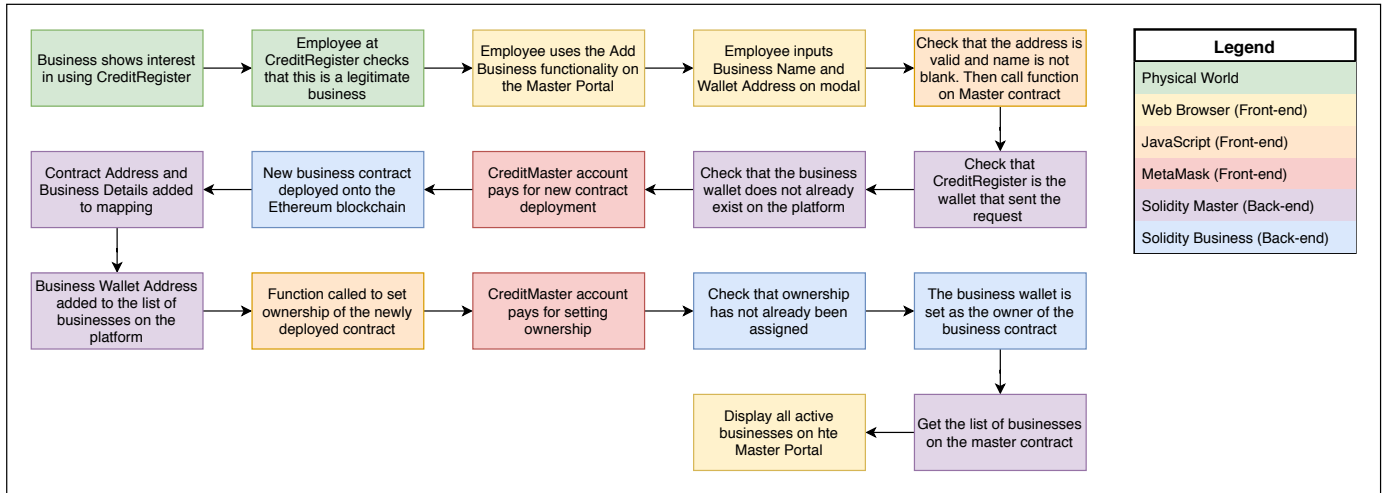 Business shows interest
in using CreditRegister
Employee at
CreditRegister checks
that this is a legitimate
business
Employee uses the Add
Business functionality on
the Master Portal
Employee inputs
Business Name and
Wallet Address on modal
Check that the address is
valid and name is not
blank. Then call function
on Master contract
Check that
CreditRegister is the
wallet that sent the
request
Check that the business
wallet does not already
exist on the platform
CreditMaster account
pays for new contract
deployment
New business contract
deployed onto the
Ethereum blockchain
Contract Address and
Business Details added
to mapping
Business Wallet Address
added to the list of
businesses on the
platform
Function called to set
ownership of the newly
deployed contract
CreditMaster account
pays for setting
ownership
Check that ownership
has not already been
assigned
The business wallet is
set as the owner of the
business contract
Get the list of businesses
on the master contract
Display all active
businesses on hte
Master Portal
Legend
Physical World
Web Browser (Front-end)
JavaScript (Front-end)
MetaMask (Front-end)
Solidity Master (Back-end)
Solidity Business (Back-end)